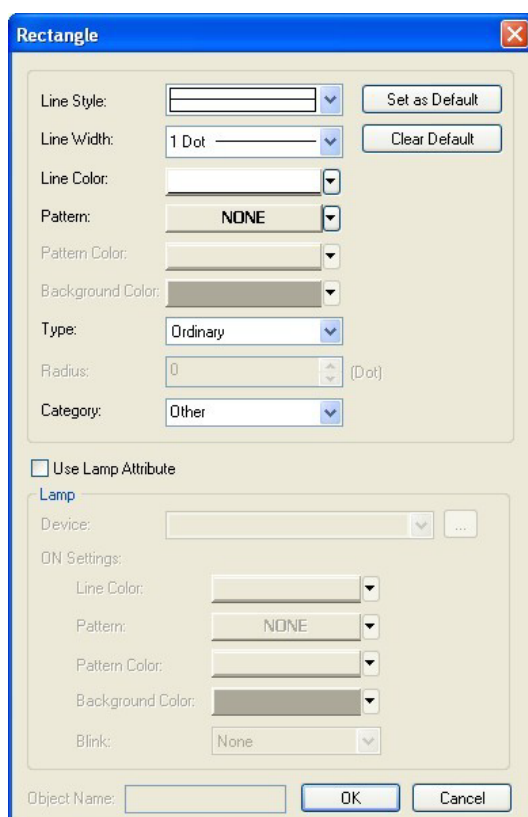 Rectangle
Line Style:
Set as Default
Line Width:
1 Dot
Clear Default
Line Color:
Pattern:
NONE
Pattern Color:
Background Color:
Type:
Ordinary
Radius:
0
(Dot)
Category:
Other
Use Lamp Attribute
Lamp
Device:
...
ON Settings:
Line Color:
Pattern:
NONE
Pattern Color:
Background Color:
Blink:
None
Object Name:
OK
Cancel